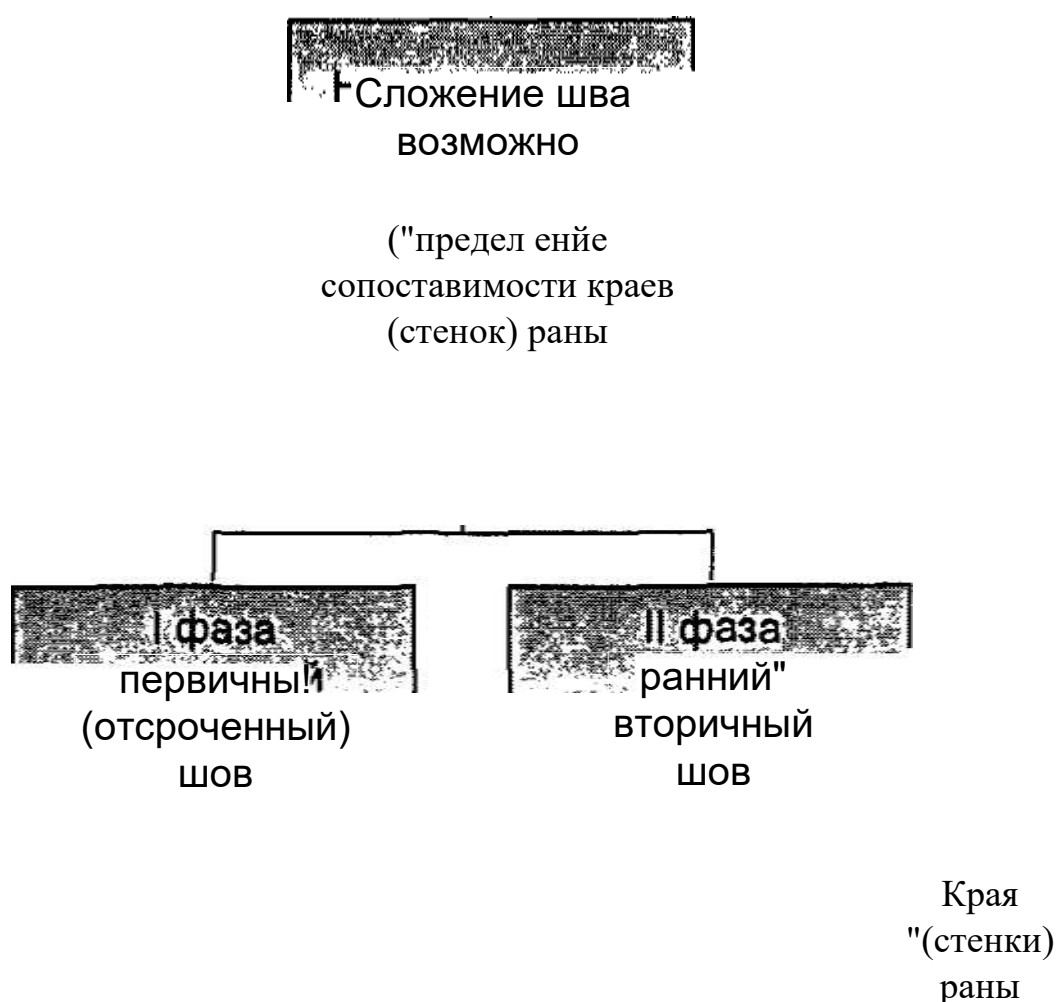 Сложение шва
возможно
("предел енйе
сопоставимости краев
(стенок) раны
I фаза
первичны!й
(отсроченный)
шов
II фаза
ранний"
вторичный
шов
Края
"(стенки)
раны